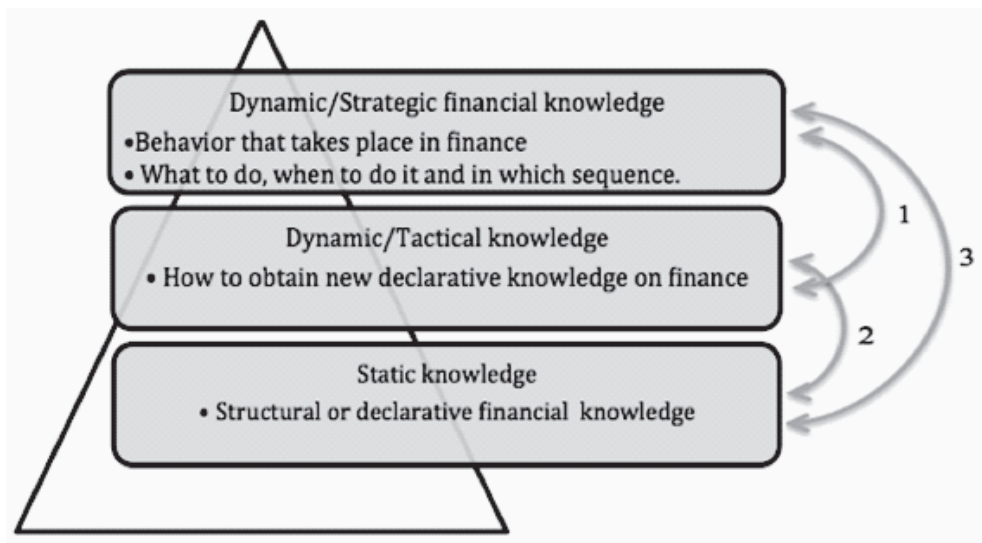 Dynamic/Strategic financial knowledge
•Behavior that takes place in finance
• What to do, when to do it and in which sequence.
1
Dynamic/Tactical knowledge
• How to obtain new declarative knowledge on finance
3
2
Static knowledge
• Structural or declarative financial knowledge